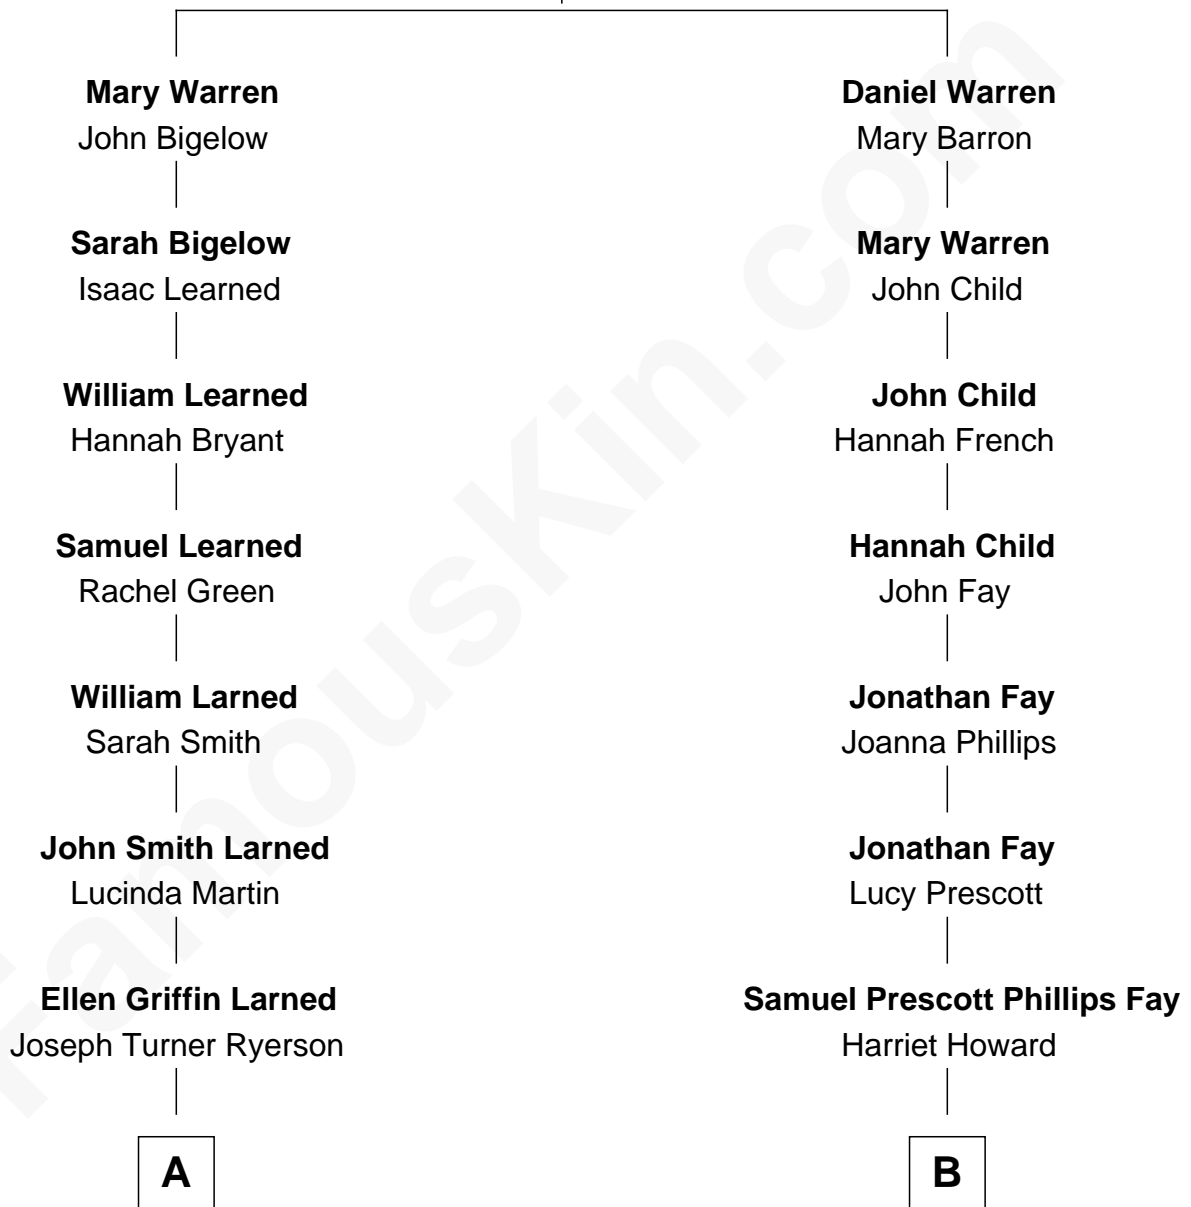 Mary Warren
John Bigelow
Sarah Bigelow
Isaac Learned
William Learned
Hannah Bryant
Samuel Learned
Rachel Green
William Larned
Sarah Smith
John Smith Larned
Lucinda Martin
Ellen Griffin Larned
Joseph Turner Ryerson
A
Daniel Warren
Mary Barron
Mary Warren
John Child
John Child
Hannah French
Hannah Child
John Fay
Jonathan Fay
Joanna Phillips
Jonathan Fay
Lucy Prescott
Samuel Prescott Phillips Fay
Harriet Howard
B
FamousKin.com